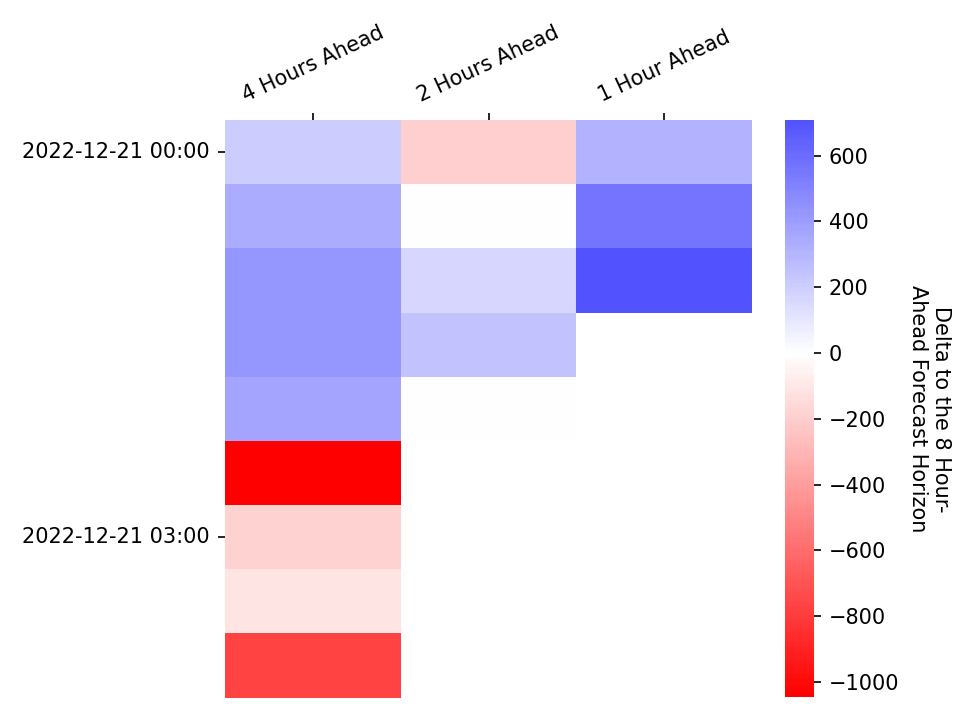 4 Hours Ahead
2 Hours Ahead
1 Hour Ahead
2022-12-21 00:00
2022-12-21 03:00
600
400
200
0
−200
−400
−600
−800
−1000
Delta to the 8 Hour-
Ahead Forecast Horizon